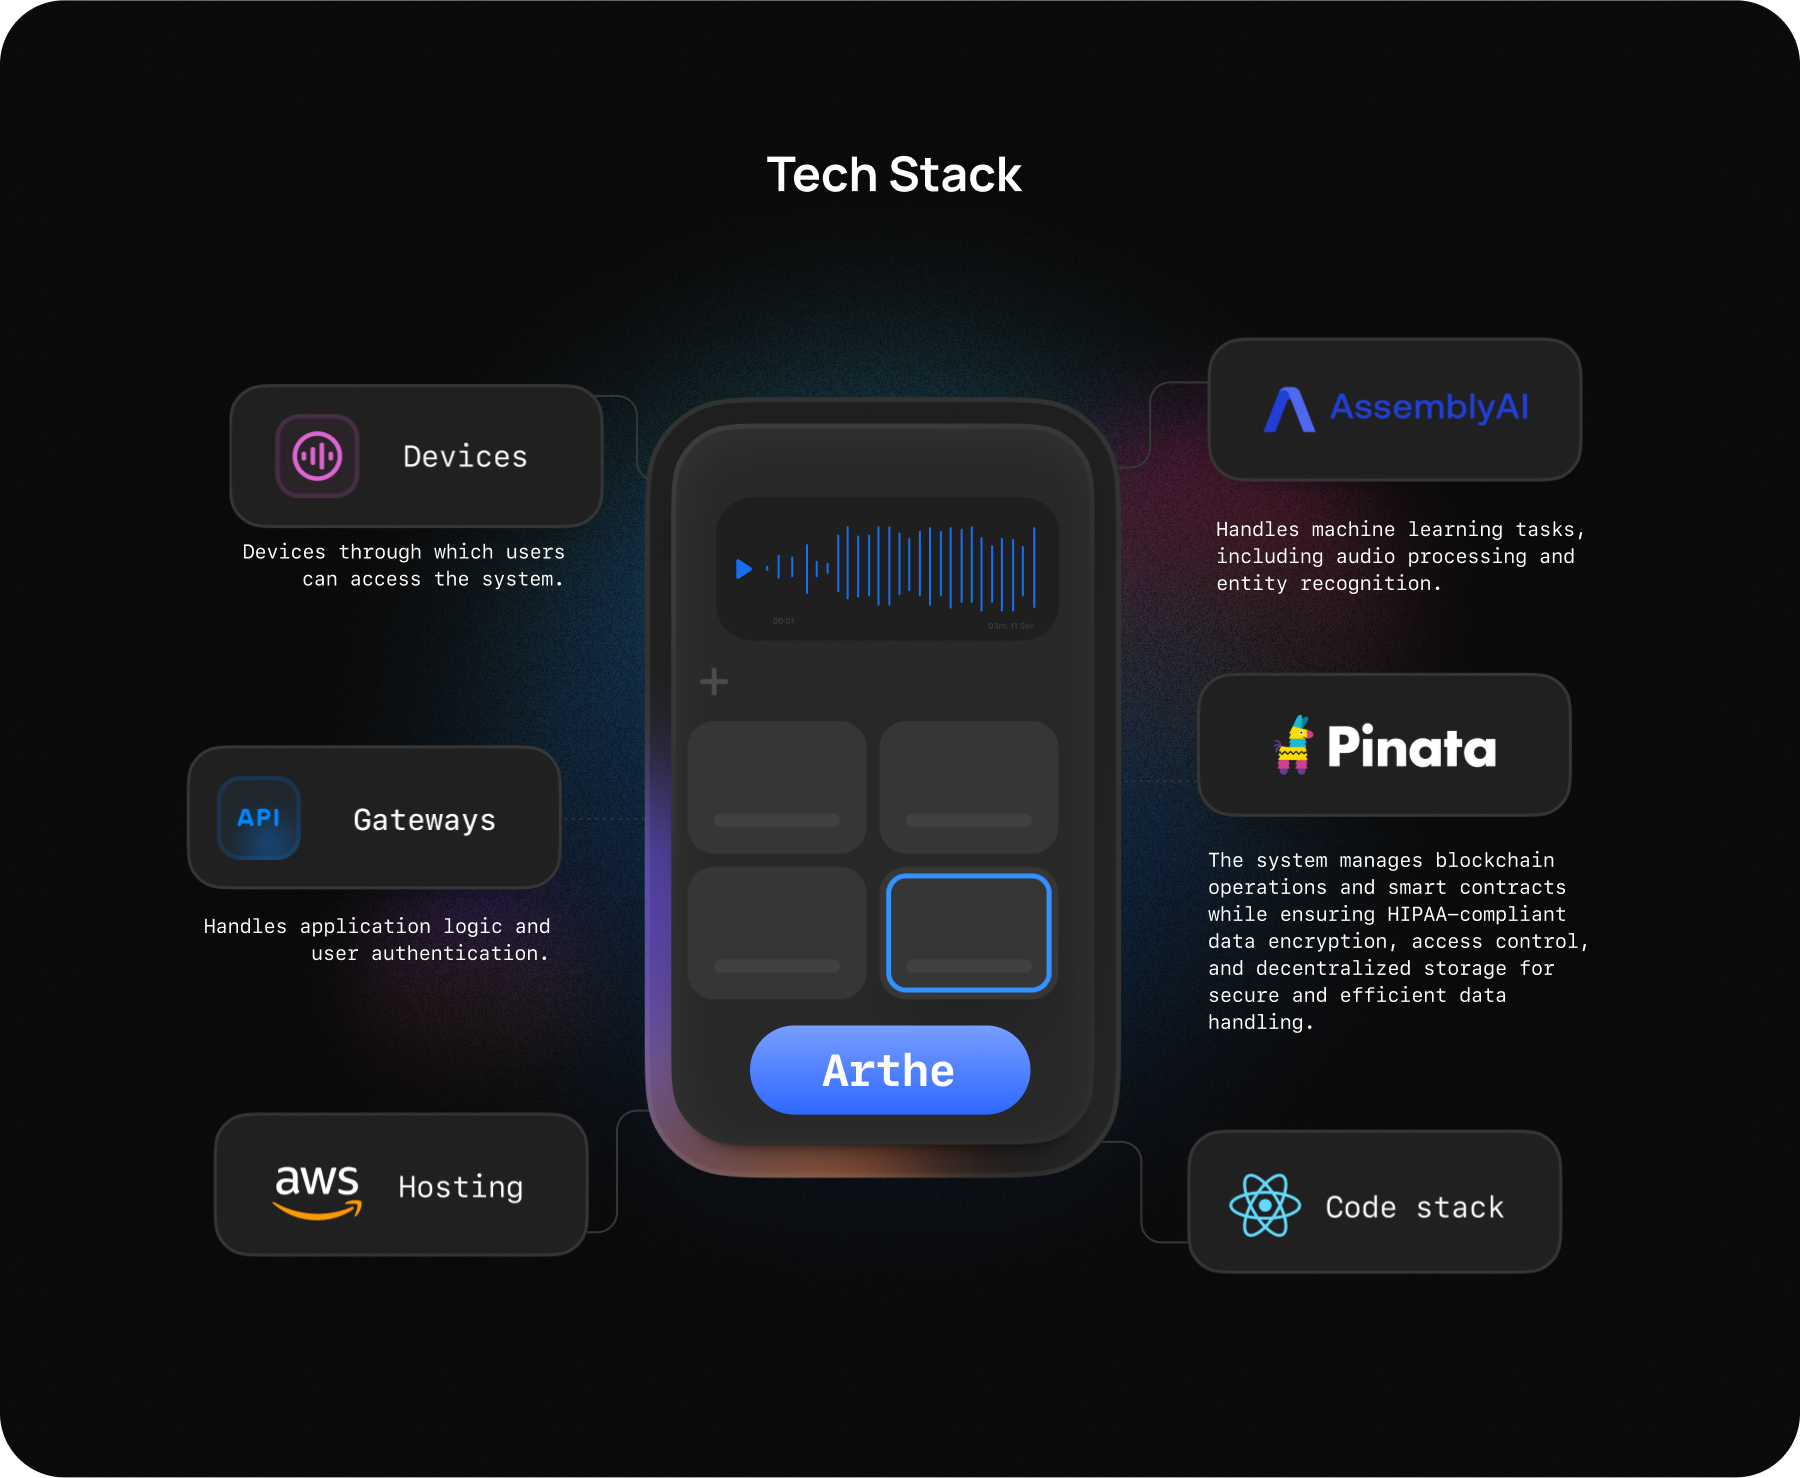 Tech Stack
Devices
Devices through which users
can access the system.
API
Gateways
Handles application logic and
user authentication.
aws
Hosting
00:01
03m: 11 Sec
Arthe
AssemblyAI
Handles machine learning tasks,
including audio processing and
entity recognition.
Pinata
The system manages blockchain
operations and smart contracts
while ensuring HIPAA–compliant
data encryption, access control,
and decentralized storage for
secure and efficient data
handling.
Code stack